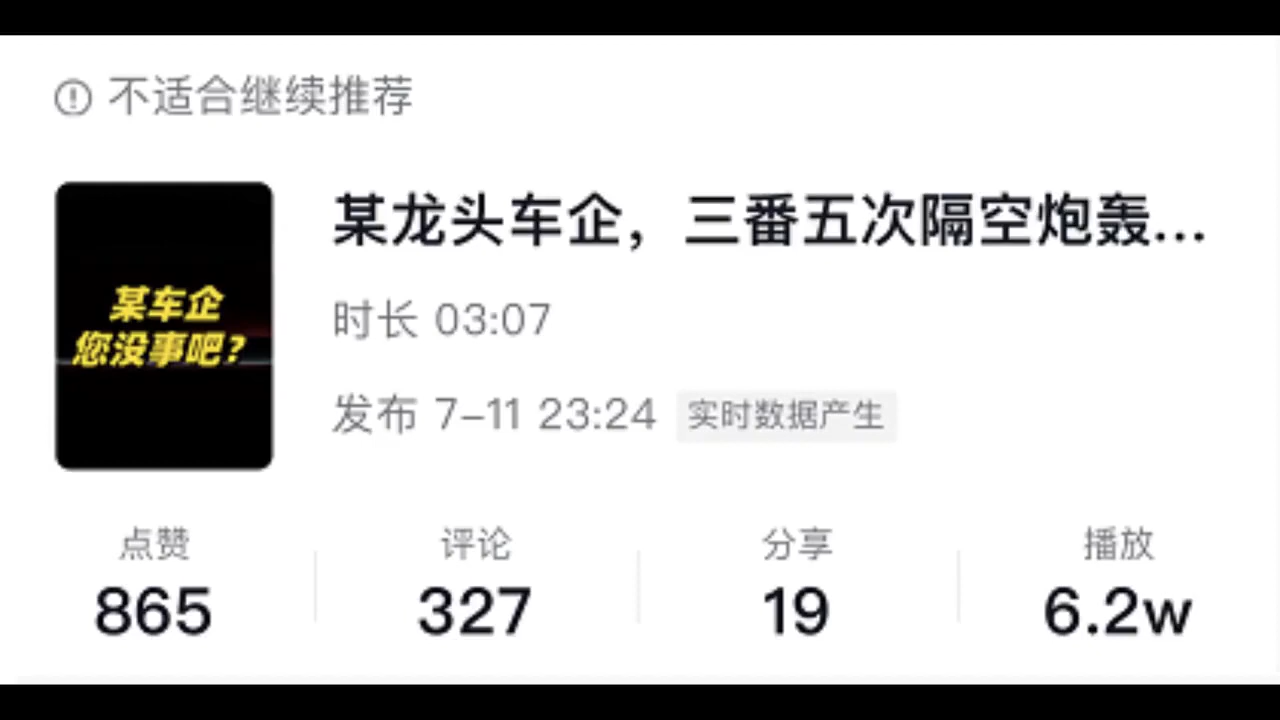 不适合继续推荐
某车企
您没事吧?
某龙头车企，三番五次隔空炮轰...
时长 03:07
发布 7-11 23:24 实时数据产生
点赞 评论 分享 播放
865 327 19 6.2w